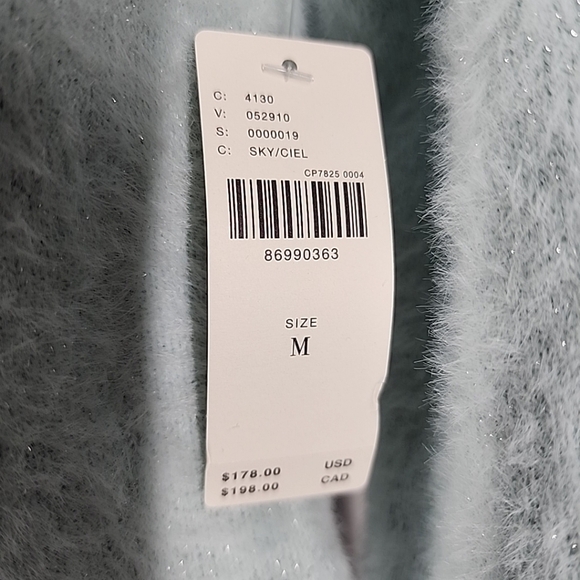 C: 4130
V: 052910
S: 0000019
C: SKY/CIEL
CP7825 0004
86990363
SIZE
M
$178.00 USD
$198.00 CAD